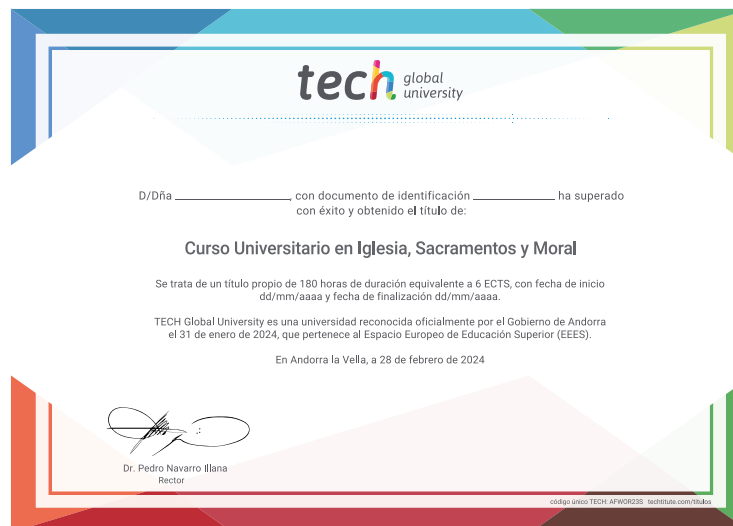 tech global
university
D/Dña ____________________, con documento de identificación ______________ ha superado
con éxito y obtenido el título de:
Curso Universitario en Iglesia, Sacramentos y Moral
Se trata de un título propio de 180 horas de duración equivalente a 6 ECTS, con fecha de inicio
dd/mm/aaaa y fecha de finalización dd/mm/aaaa.
TECH Global University es una universidad reconocida oficialmente por el Gobierno de Andorra
el 31 de enero de 2024, que pertenece al Espacio Europeo de Educación Superior (EEES).
En Andorra la Vella, a 28 de febrero de 2024
Dr. Pedro Navarro Illana
Rector
código único TECH: AFWOR23S techtitute.com/titulos